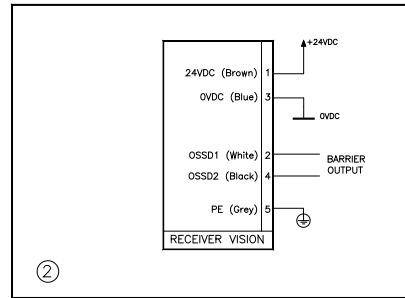 +24VDC
24VDC (Brown) 1
0VDC (Blue) 3
0VDC
OSSD1 (White) 2
BARRIER
OUTPUT
OSSD2 (Black) 4
PE (Grey) 5
RECEIVER VISION
2